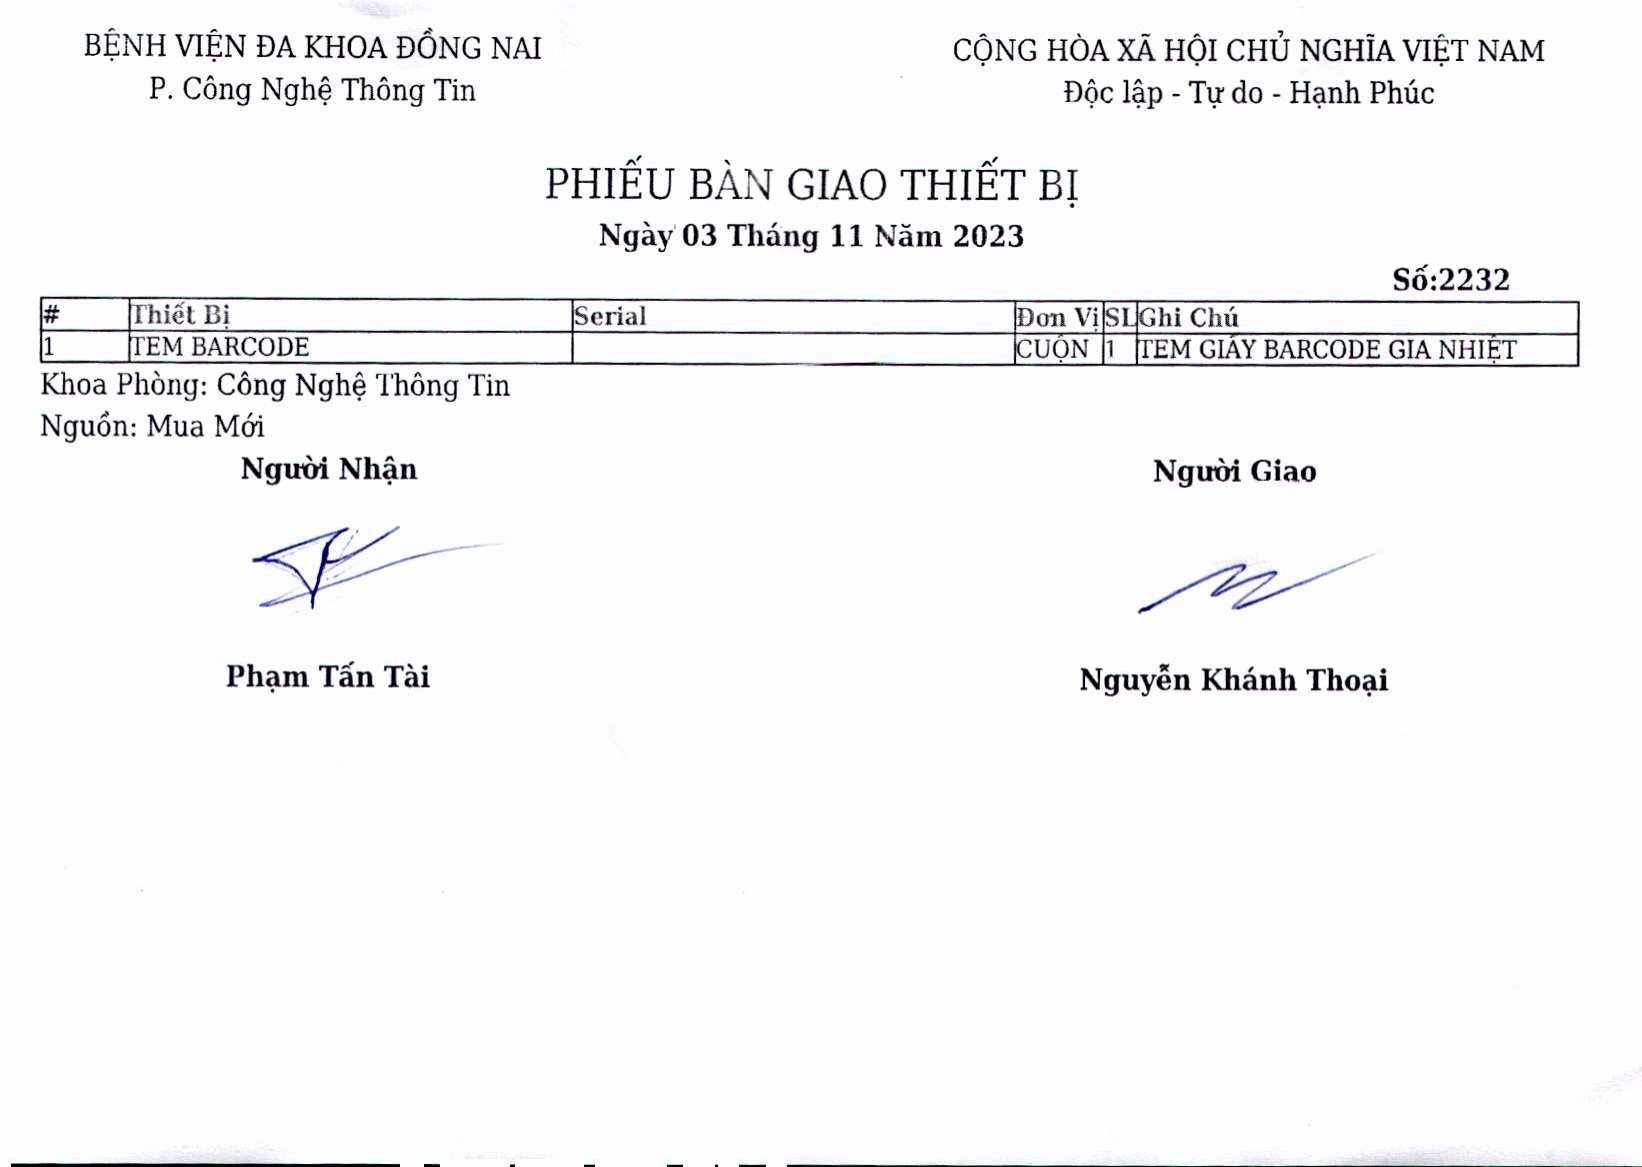 BỆNH VIỆN ĐA KHOA ĐỒNG NAI
P. Công Nghệ Thông Tin
CỘNG HÒA XÃ HỘI CHỦ NGHĨA VIỆT NAM
Độc lập - Tự do - Hạnh Phúc
PHIẾU BÀN GIAO THIẾT BỊ
Ngày 03 Tháng 11 Năm 2023
Số:2232
# Thiết Bị Serial Đơn Vị SL Ghi Chú
1 TEM BARCODE CUỘN 1 TEM GIẤY BARCODE GIA NHIỆT
Khoa Phòng: Công Nghệ Thông Tin
Nguồn: Mua Mới
Người Nhận Người Giao
Phạm Tấn Tài Nguyễn Khánh Thoại